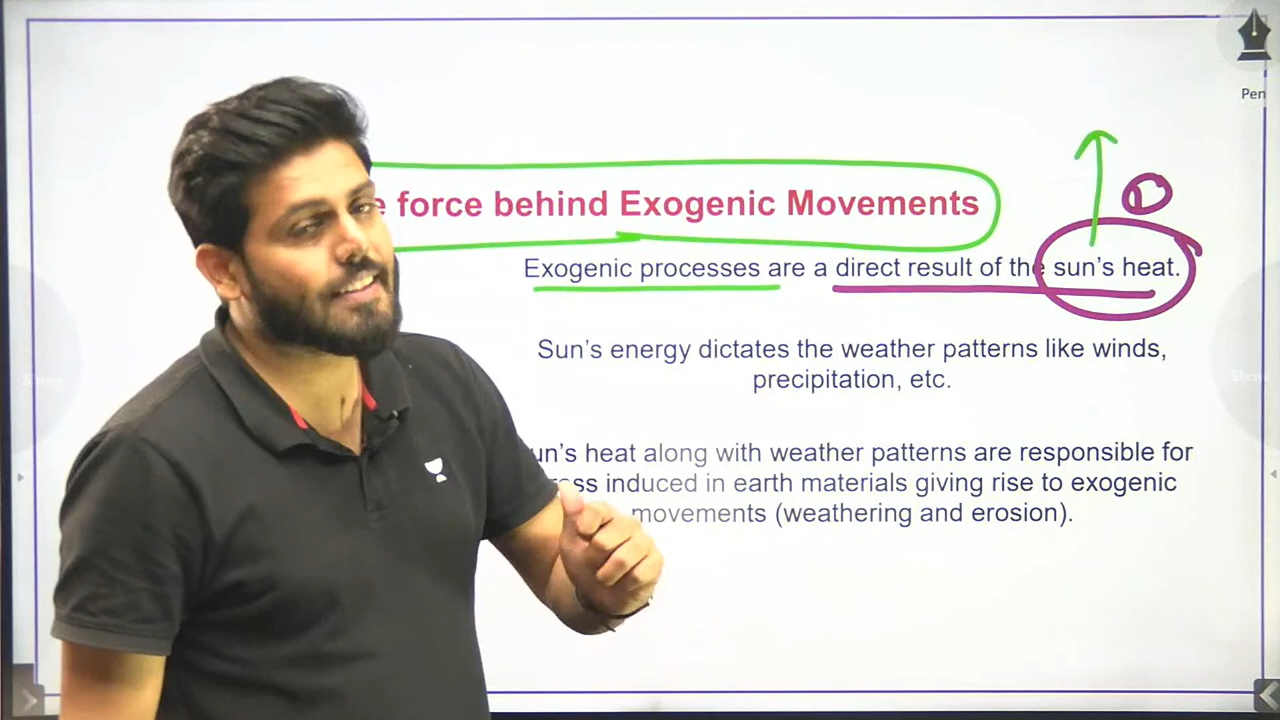 Pen
force behind Exogenic Movements
①
Exogenic processes are a direct result of the sun's heat.
Sun's energy dictates the weather patterns like winds,
precipitation, etc.
heat along with weather patterns are responsible for
induced in earth materials giving rise to exogenic
movements (weathering and erosion).